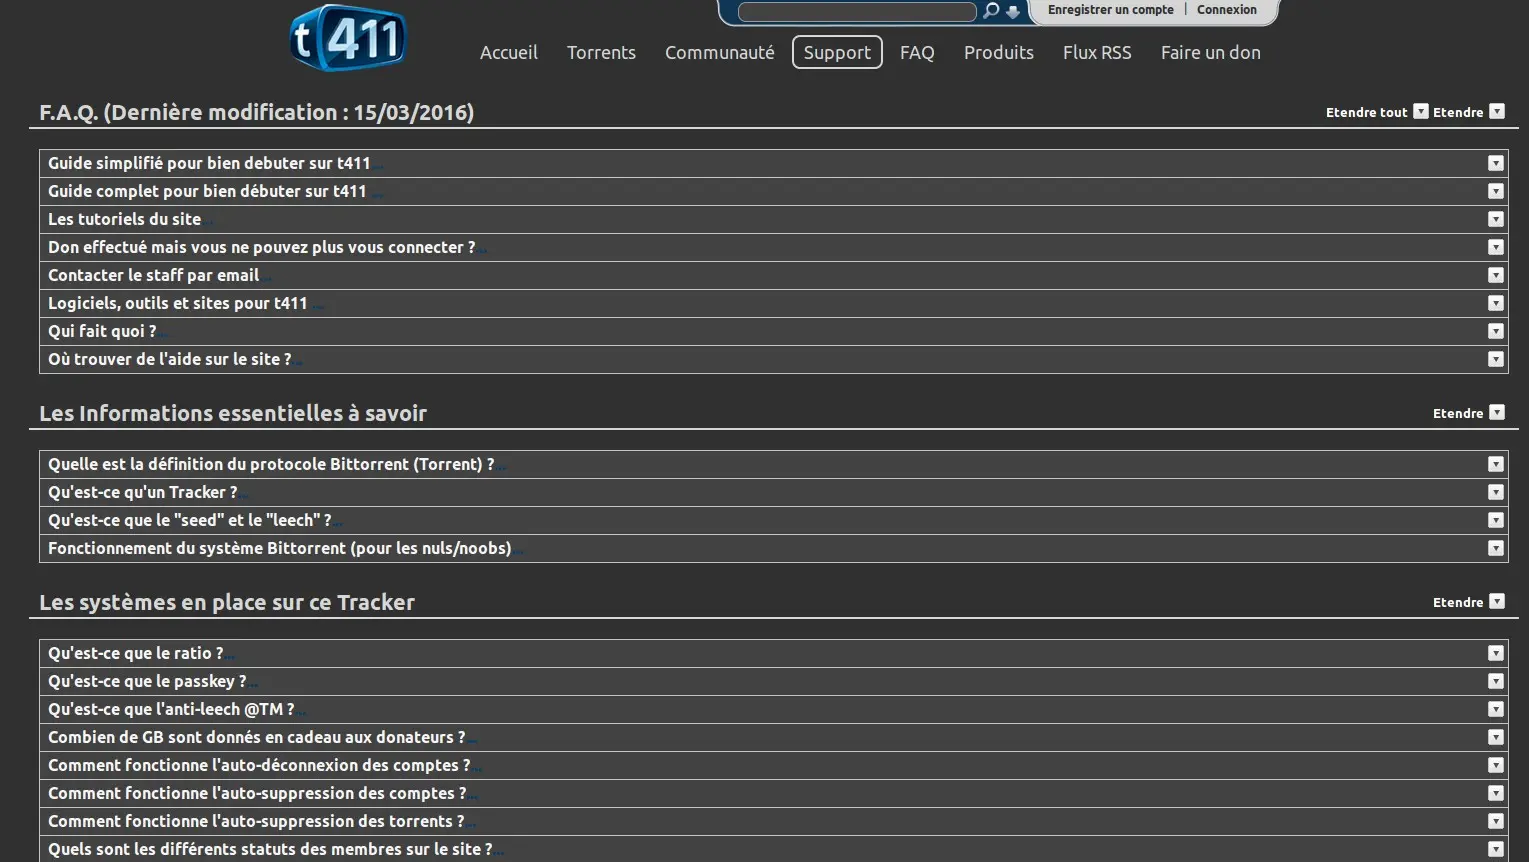 t411
Enregistrer un compte | Connexion
Accueil Torrents Communauté Support FAQ Produits Flux RSS Faire un don
F.A.Q. (Dernière modification : 15/03/2016) Etendre tout Etendre
Guide simplifié pour bien debuter sur t411...
Guide complet pour bien débuter sur t411 ...
Les tutoriels du site...
Don effectué mais vous ne pouvez plus vous connecter ?...
Contacter le staff par email...
Logiciels, outils et sites pour t411 ...
Qui fait quoi ?...
Où trouver de l'aide sur le site ?...
Les Informations essentielles à savoir Etendre
Quelle est la définition du protocole Bittorrent (Torrent) ?...
Qu'est-ce qu'un Tracker ?...
Qu'est-ce que le "seed" et le "leech" ?...
Fonctionnement du système Bittorrent (pour les nuls/noobs)...
Les systèmes en place sur ce Tracker Etendre
Qu'est-ce que le ratio ?...
Qu'est-ce que le passkey ?...
Qu'est-ce que l'anti-leech @TM ?...
Combien de GB sont donnés en cadeau aux donateurs ?...
Comment fonctionne l'auto-déconnexion des comptes ?...
Comment fonctionne l'auto-suppression des comptes ?...
Comment fonctionne l'auto-suppression des torrents ?...
Quels sont les différents statuts des membres sur le site ?...